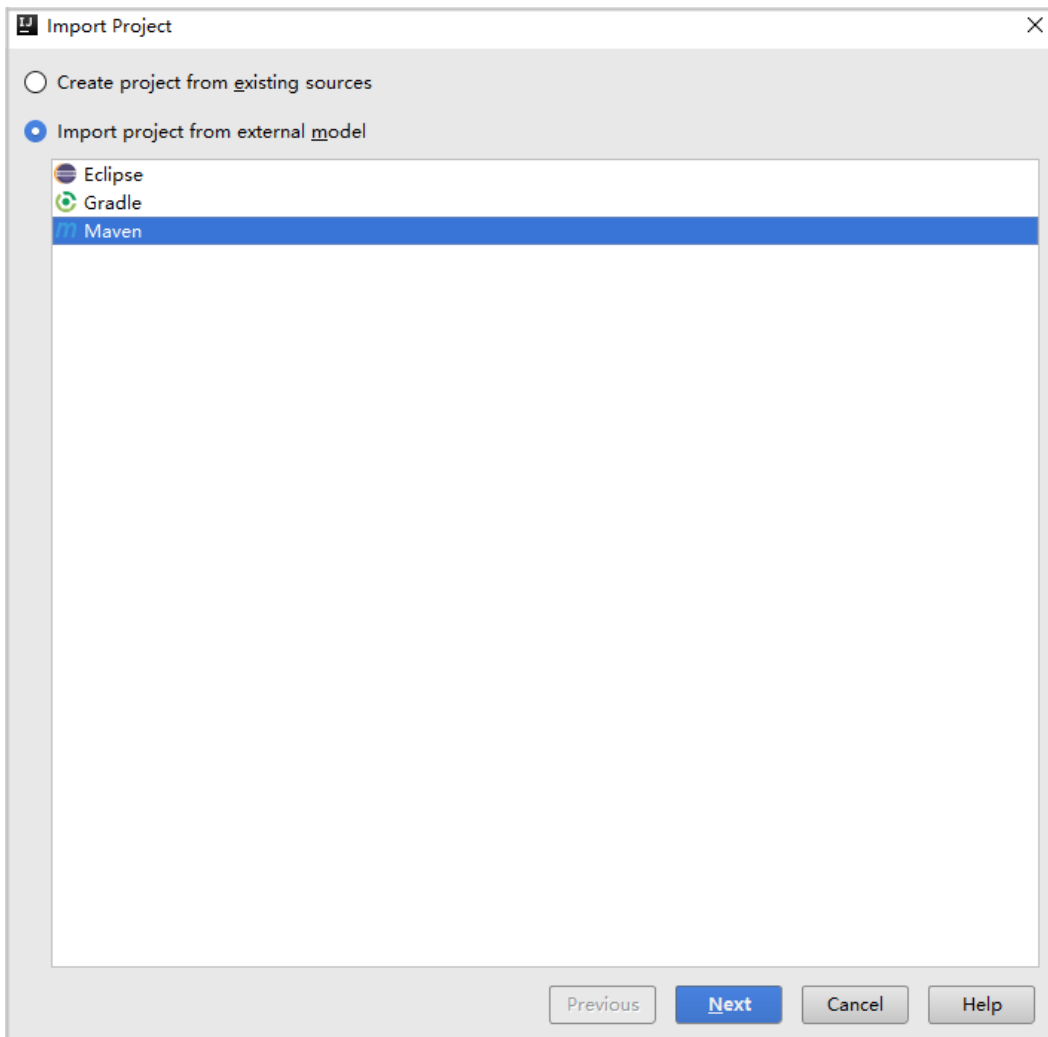 IJ Import Project
Create project from existing sources
Import project from external model
Eclipse
Gradle
m Maven
Previous Next Cancel Help